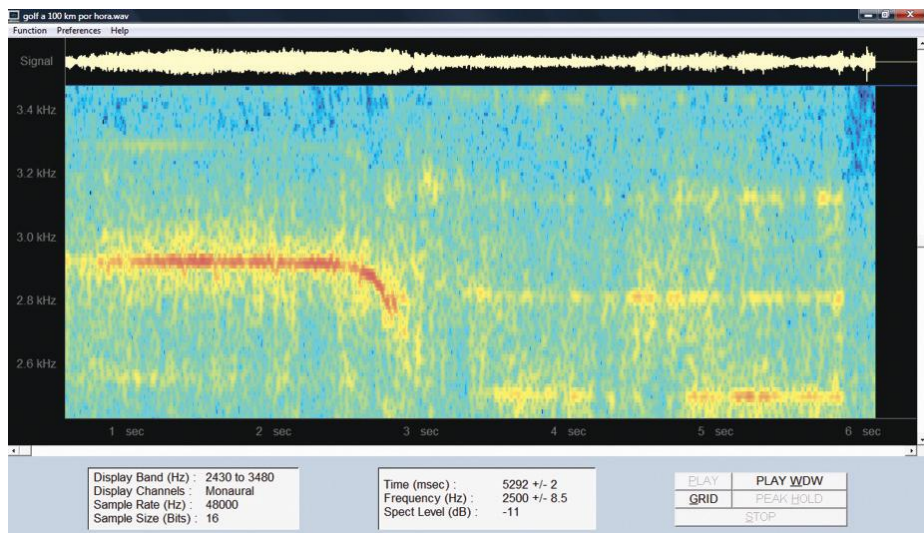 golf a 100 km por hora.wav
Function Preferences Help
Signal
3.4 kHz
3.2 kHz
3.0 kHz
2.8 kHz
2.6 kHz
1 sec 2 sec 3 sec 4 sec 5 sec 6 sec
Display Band (Hz) : 2430 to 3480
Display Channels : Monaural
Sample Rate (Hz) : 48000
Sample Size (Bits) : 16
Time (msec) : 5292 +/- 2
Frequency (Hz) : 2500 +/- 8.5
Spect Level (dB) : -11
PLAY PLAY WDW
GRID PEAK HOLD
STOP